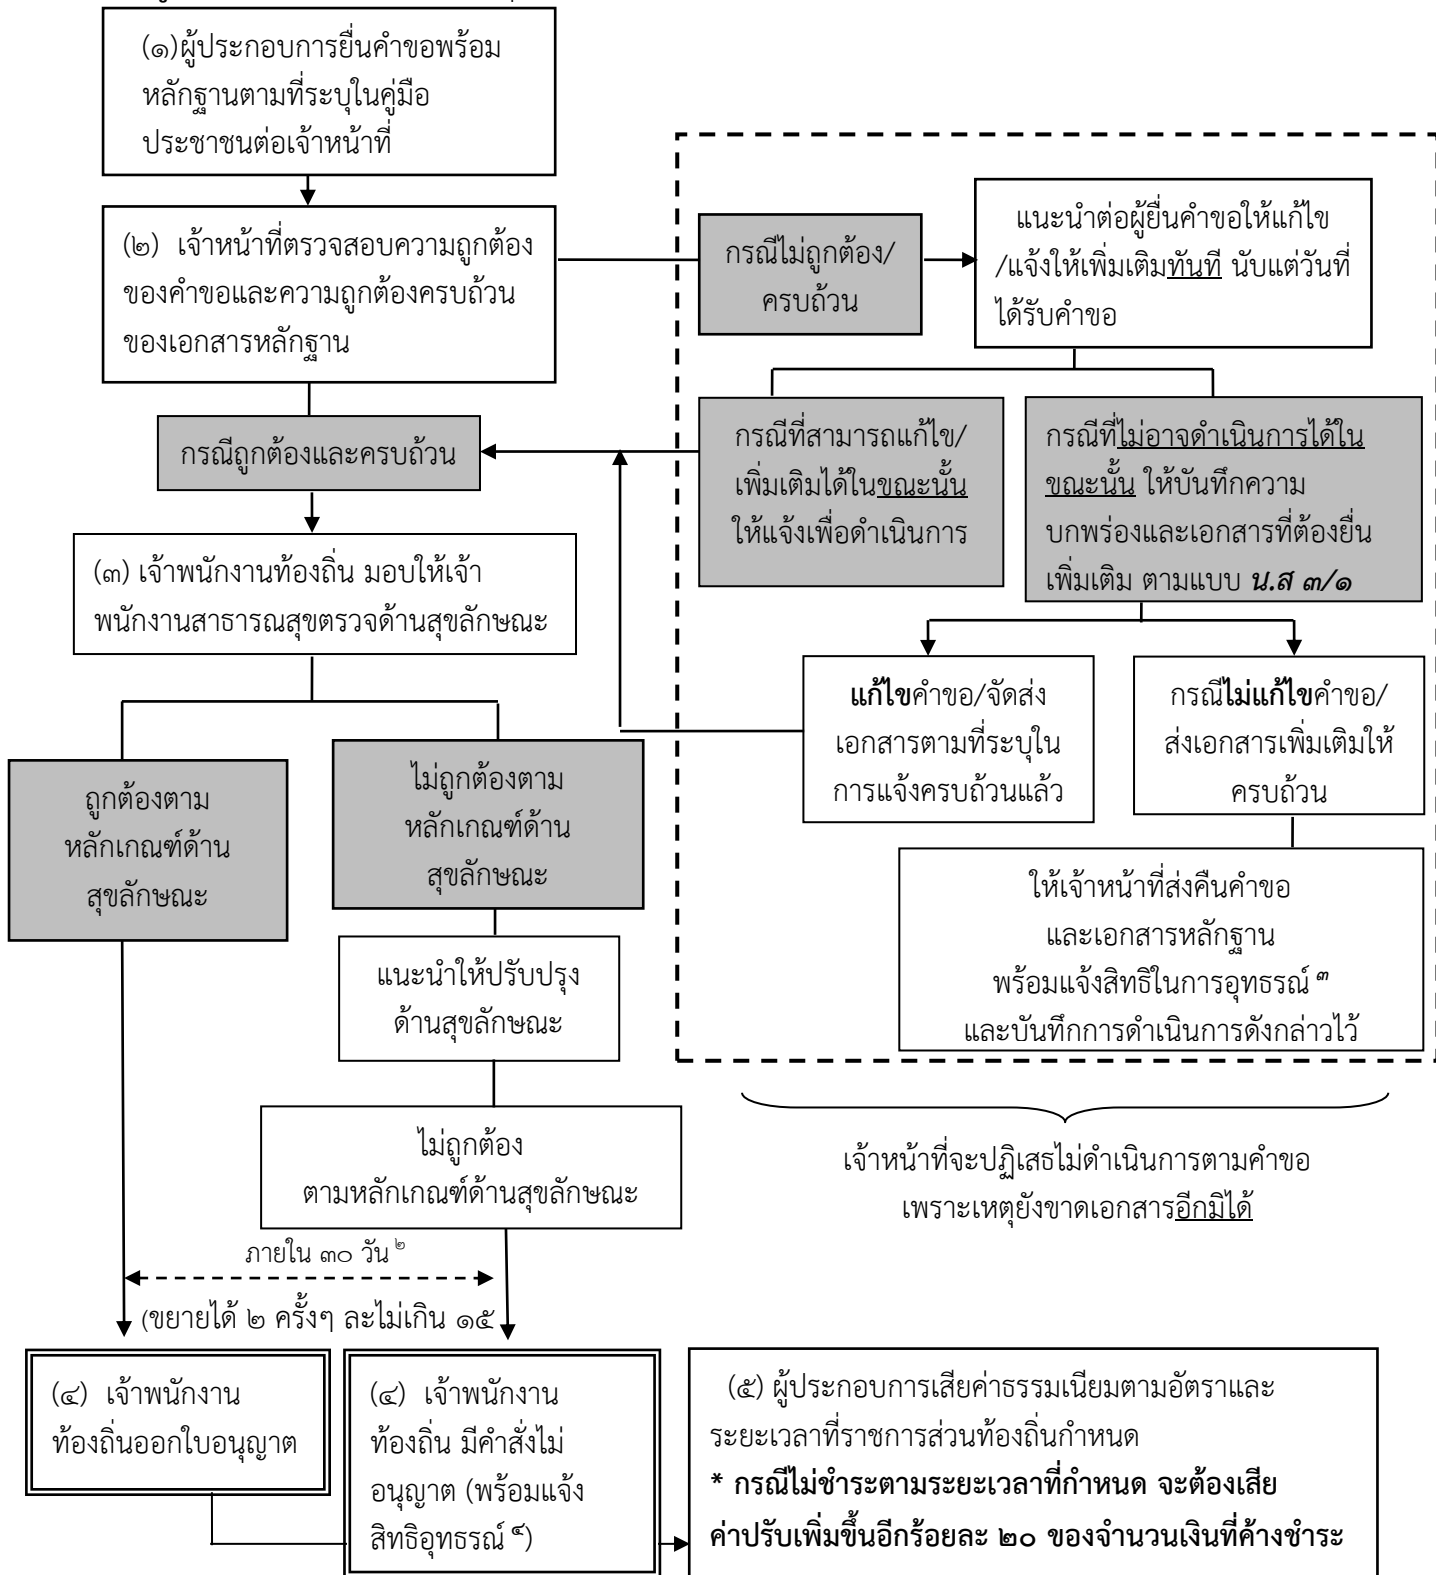 (๑)ผู้ประกอบการยื่นคำขอพร้อม
หลักฐานตามที่ระบุในคู่มือ
ประชาชนต่อเจ้าหน้าที่
(๒) เจ้าหน้าที่ตรวจสอบความถูกต้อง
ของคำขอและความถูกต้องครบถ้วน
ของเอกสารหลักฐาน
กรณีไม่ถูกต้อง/
ครบถ้วน
แนะนำต่อผู้ยื่นคำขอให้แก้ไข
/แจ้งให้เพิ่มเติมทันที นับแต่วันที่
ได้รับคำขอ
กรณีถูกต้องและครบถ้วน
กรณีที่สามารถแก้ไข/
เพิ่มเติมได้ในขณะนั้น
ให้แจ้งเพื่อดำเนินการ
กรณีที่ไม่อาจดำเนินการได้ใน
ขณะนั้น ให้บันทึกความ
บกพร่องและเอกสารที่ต้องยื่น
เพิ่มเติม ตามแบบ น.ส ๓/๑
(๓) เจ้าพนักงานท้องถิ่น มอบให้เจ้า
พนักงานสาธารณสุขตรวจด้านสุขลักษณะ
แก้ไขคำขอ/จัดส่ง
เอกสารตามที่ระบุใน
การแจ้งครบถ้วนแล้ว
กรณีไม่แก้ไขคำขอ/
ส่งเอกสารเพิ่มเติมให้
ครบถ้วน
ถูกต้องตาม
หลักเกณฑ์ด้าน
สุขลักษณะ
ไม่ถูกต้องตาม
หลักเกณฑ์ด้าน
สุขลักษณะ
ให้เจ้าหน้าที่ส่งคืนคำขอ
และเอกสารหลักฐาน
พร้อมแจ้งสิทธิในการอุทธรณ์ ๓
และบันทึกการดำเนินการดังกล่าวไว้
แนะนำให้ปรับปรุง
ด้านสุขลักษณะ
ไม่ถูกต้อง
ตามหลักเกณฑ์ด้านสุขลักษณะ
เจ้าหน้าที่จะปฏิเสธไม่ดำเนินการตามคำขอ
เพราะเหตุยังขาดเอกสารอีกมิได้
ภายใน ๓๐ วัน ๒
(ขยายได้ ๒ ครั้งๆ ละไม่เกิน ๑๕
(๔) เจ้าพนักงาน
ท้องถิ่นออกใบอนุญาต
(๔) เจ้าพนักงาน
ท้องถิ่น มีคำสั่งไม่
อนุญาต (พร้อมแจ้ง
สิทธิอุทธรณ์ ๔)
(๕) ผู้ประกอบการเสียค่าธรรมเนียมตามอัตราและ
ระยะเวลาที่ราชการส่วนท้องถิ่นกำหนด
* กรณีไม่ชำระตามระยะเวลาที่กำหนด จะต้องเสีย
ค่าปรับเพิ่มขึ้นอีกร้อยละ ๒๐ ของจำนวนเงินที่ค้างชำระ